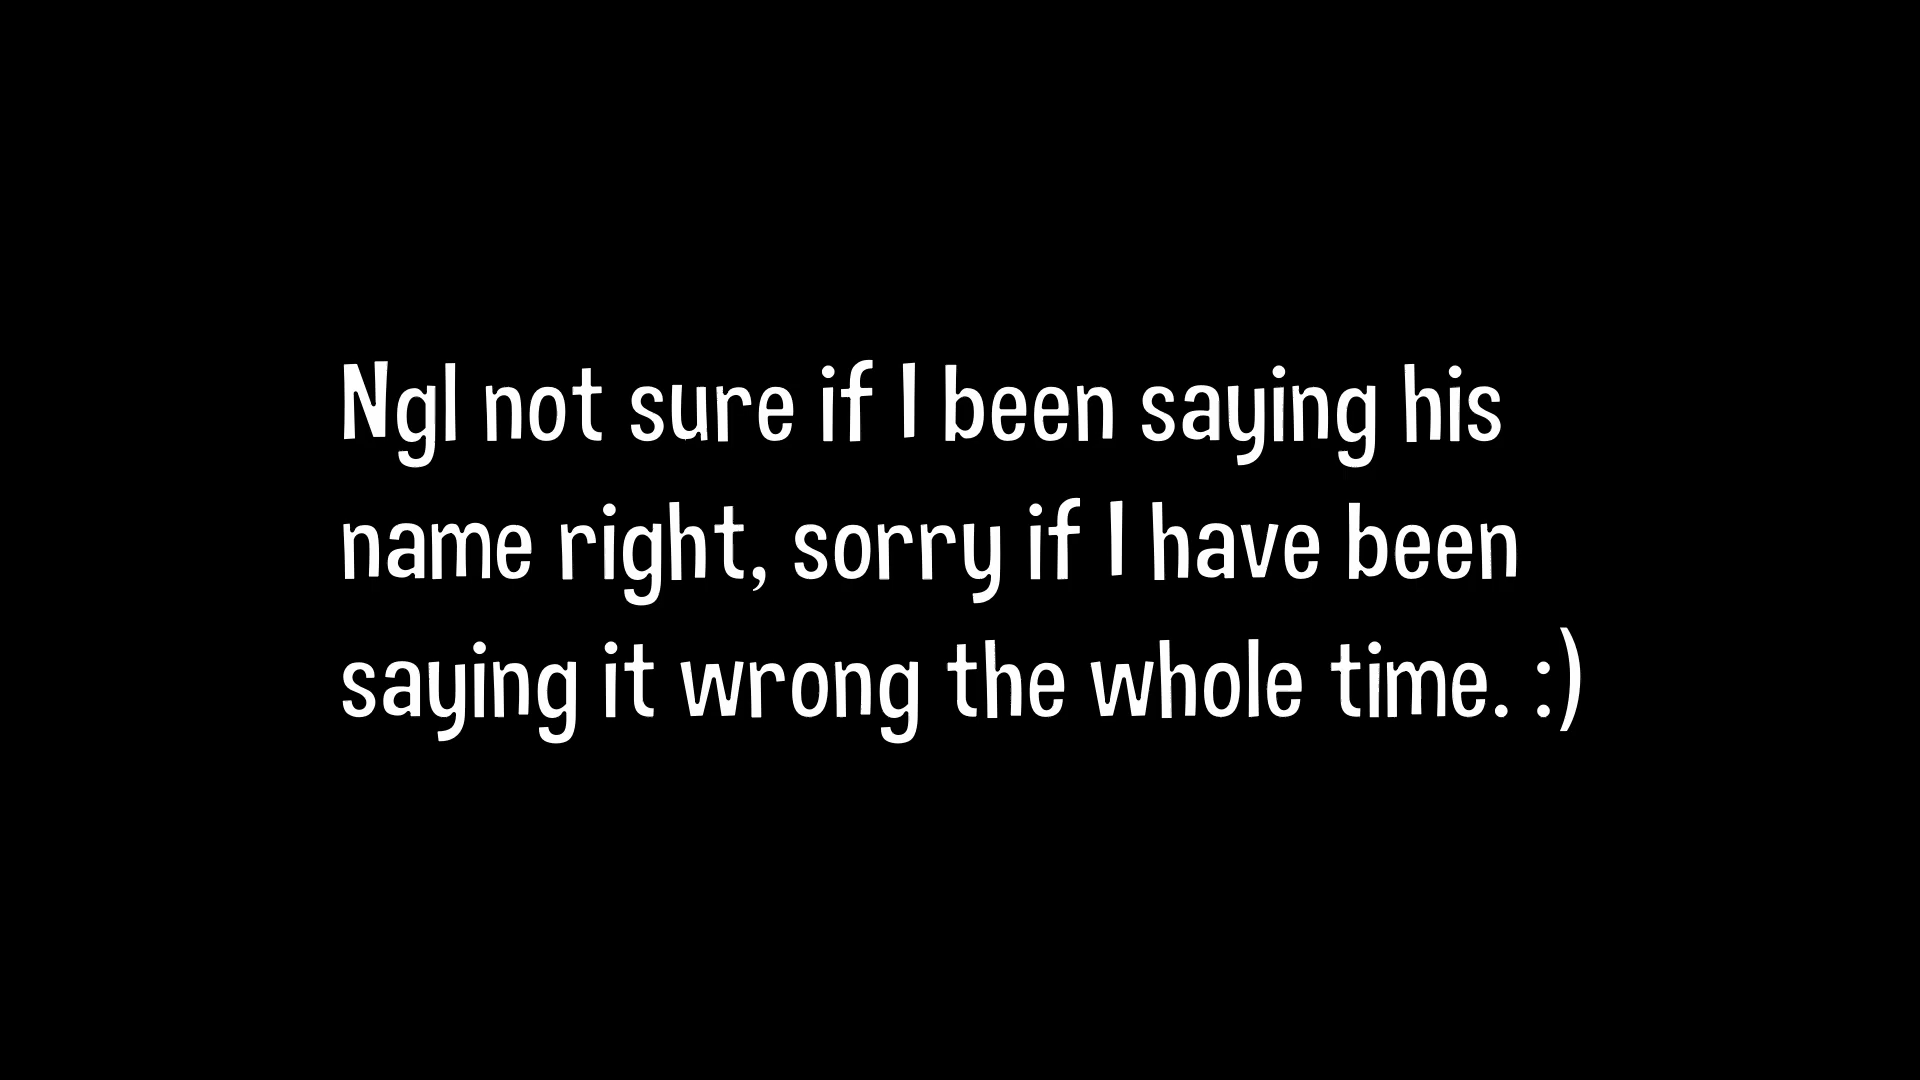 Ngl not sure if I been saying his
name right, sorry if I have been
saying it wrong the whole time. :)